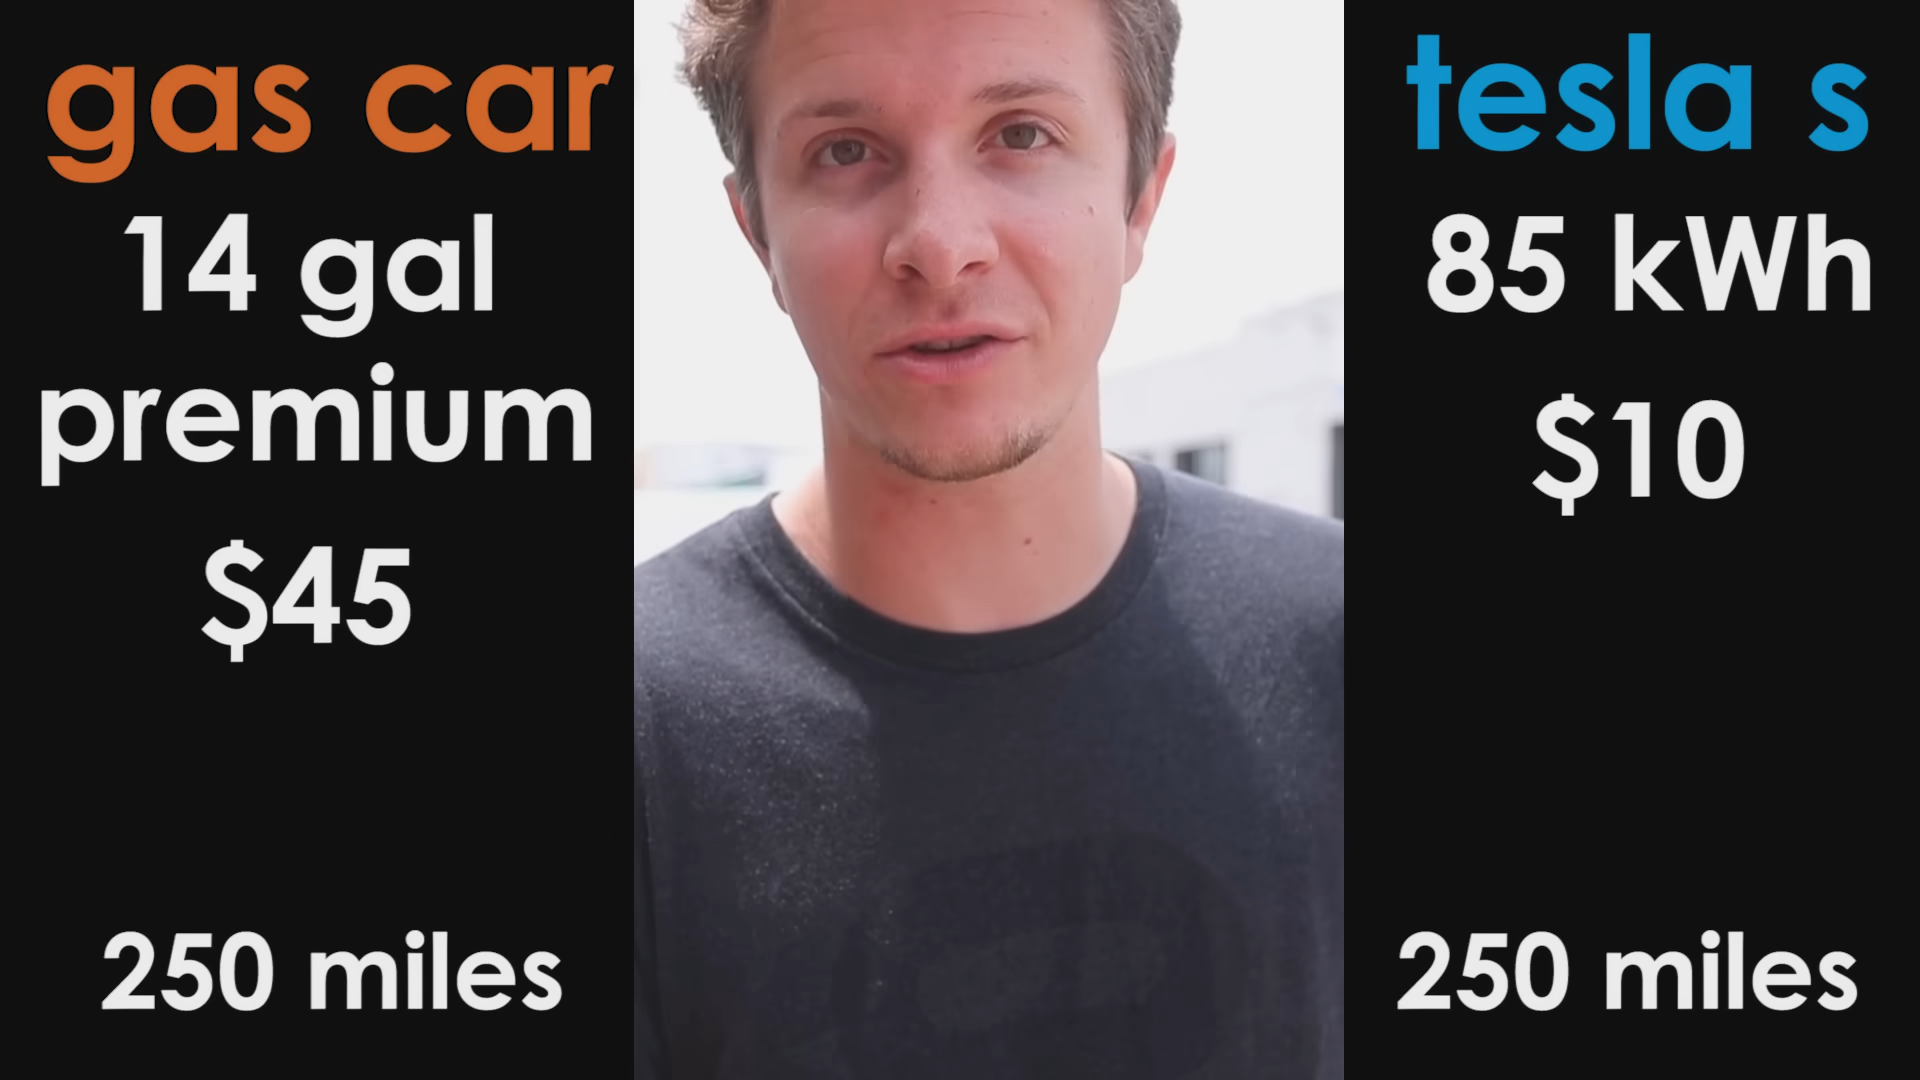 gas car
14 gal
premium
$45
250 miles
tesla s
85 kWh
$10
250 miles